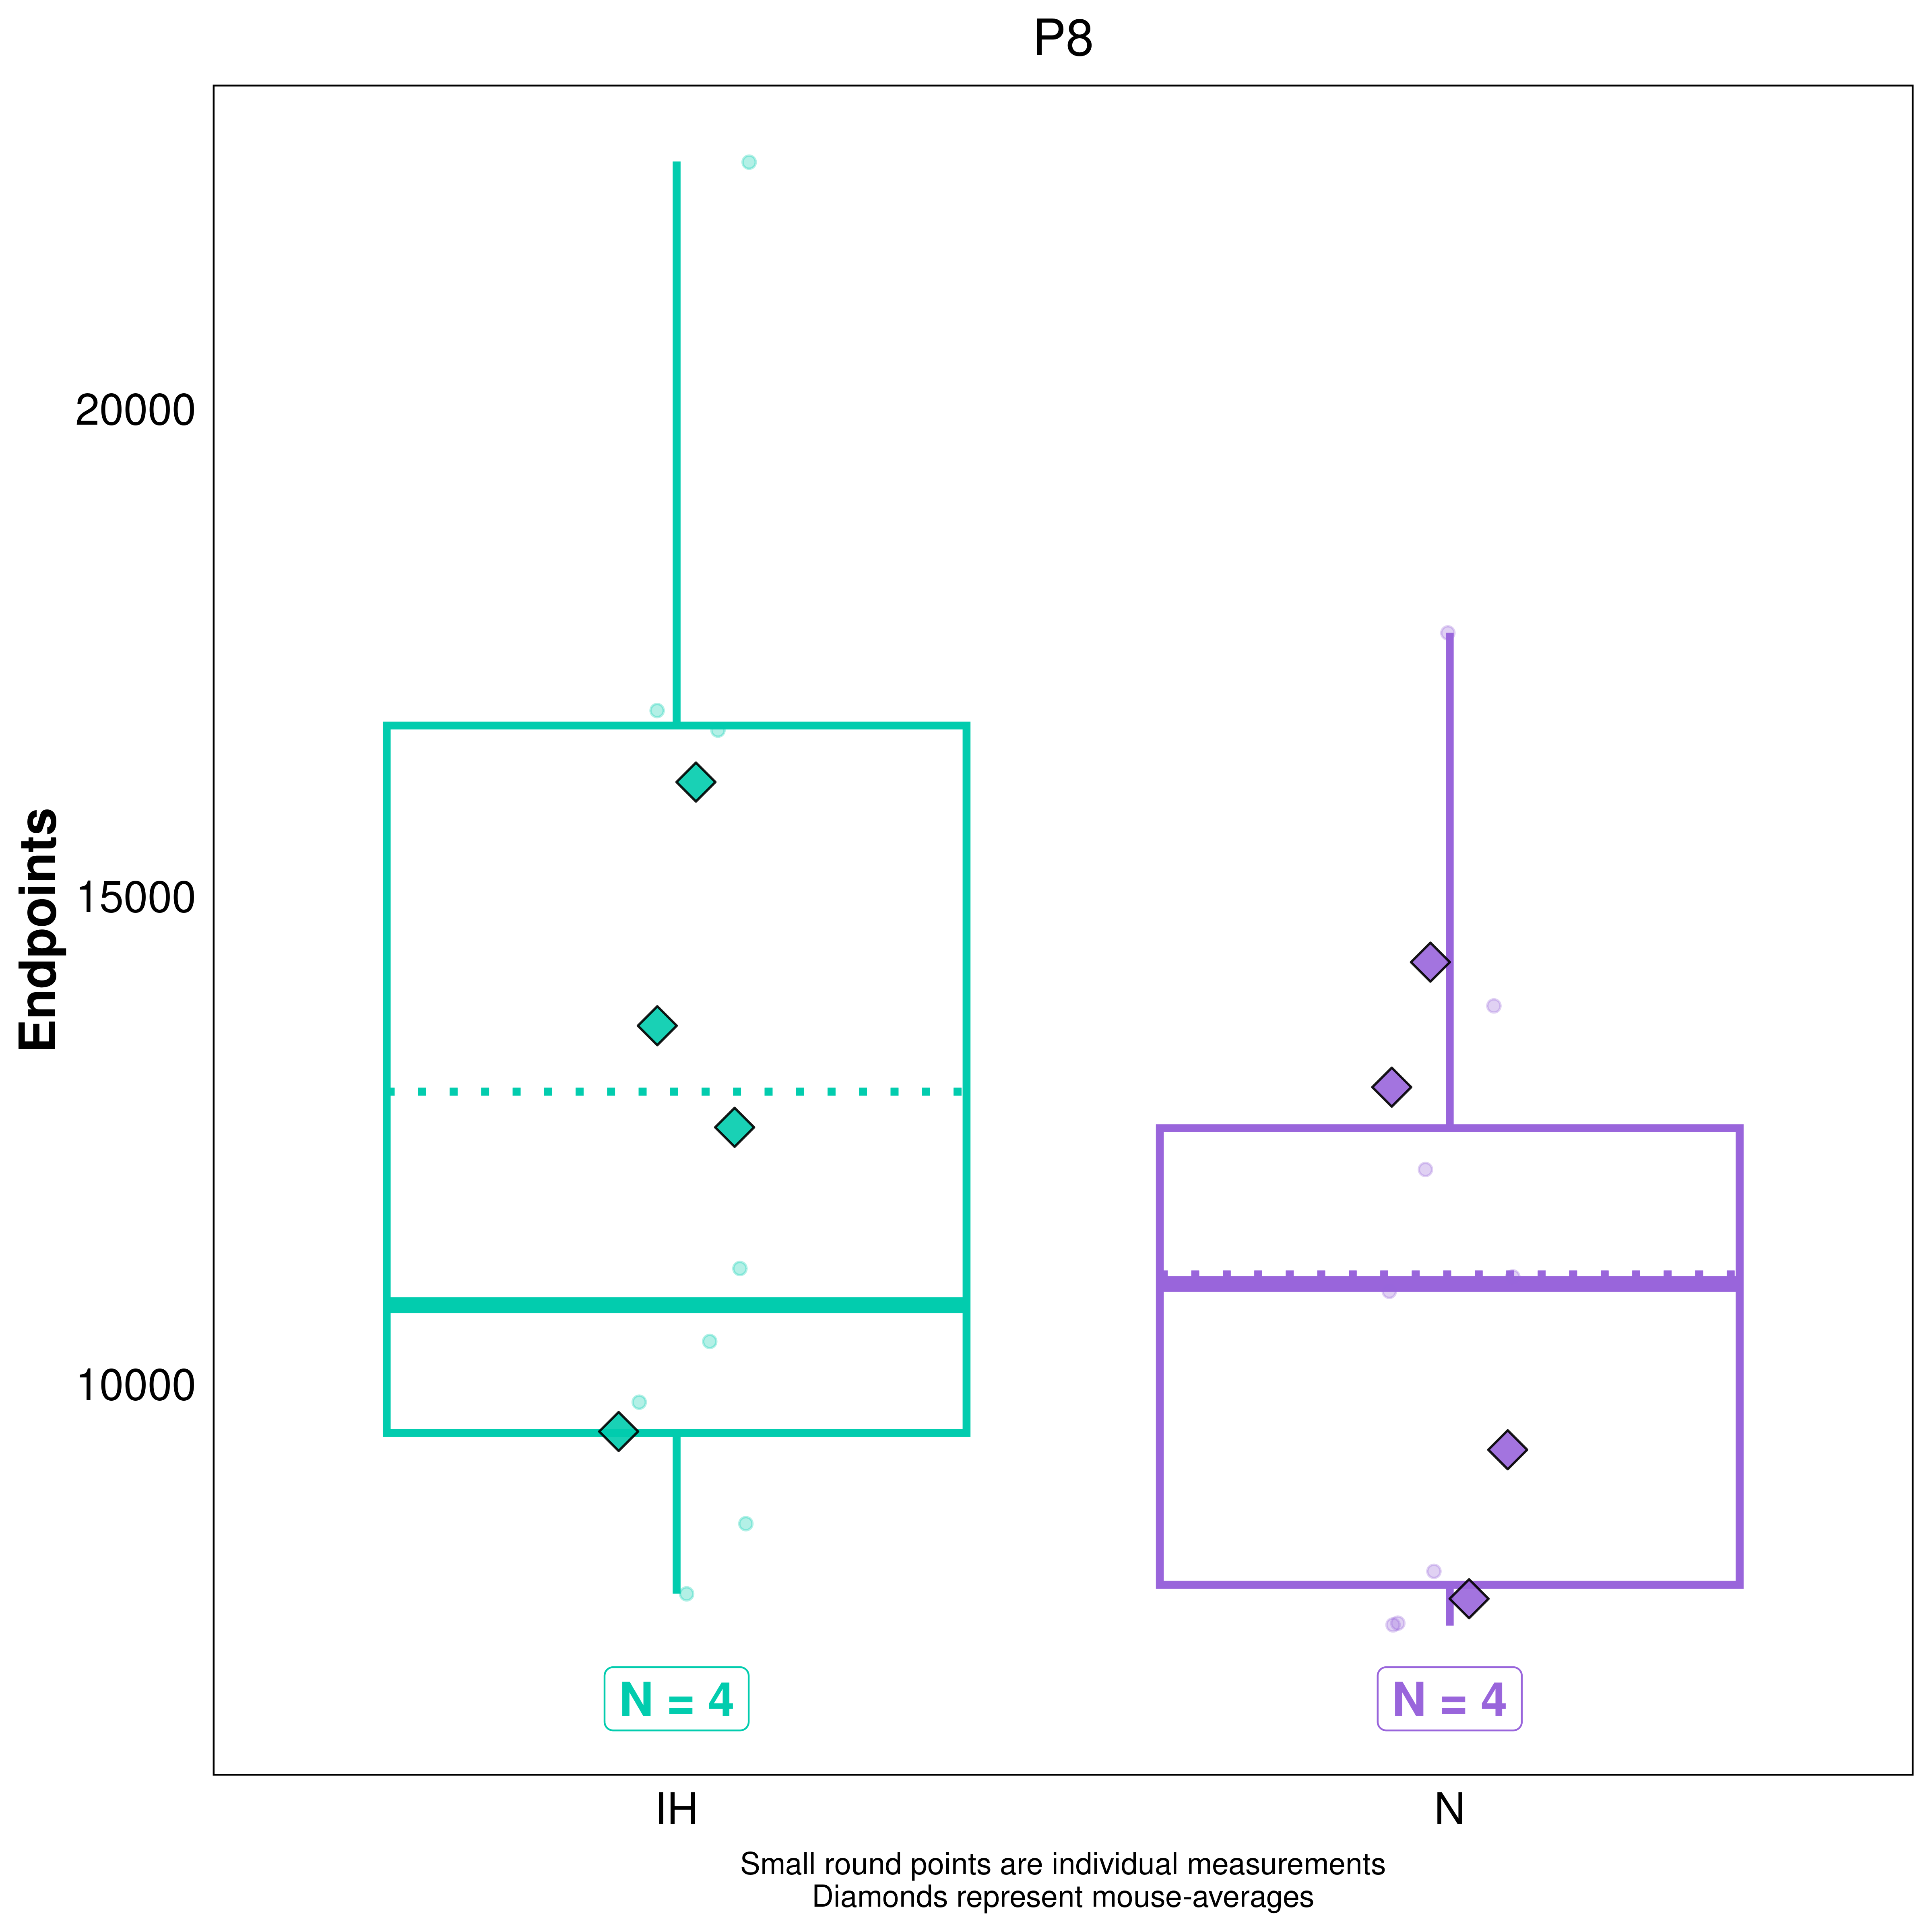 P8
20000
15000
10000
Endpoints
N = 4
N = 4
IH
N
Small round points are individual measurements
Diamonds represent mouse-averages